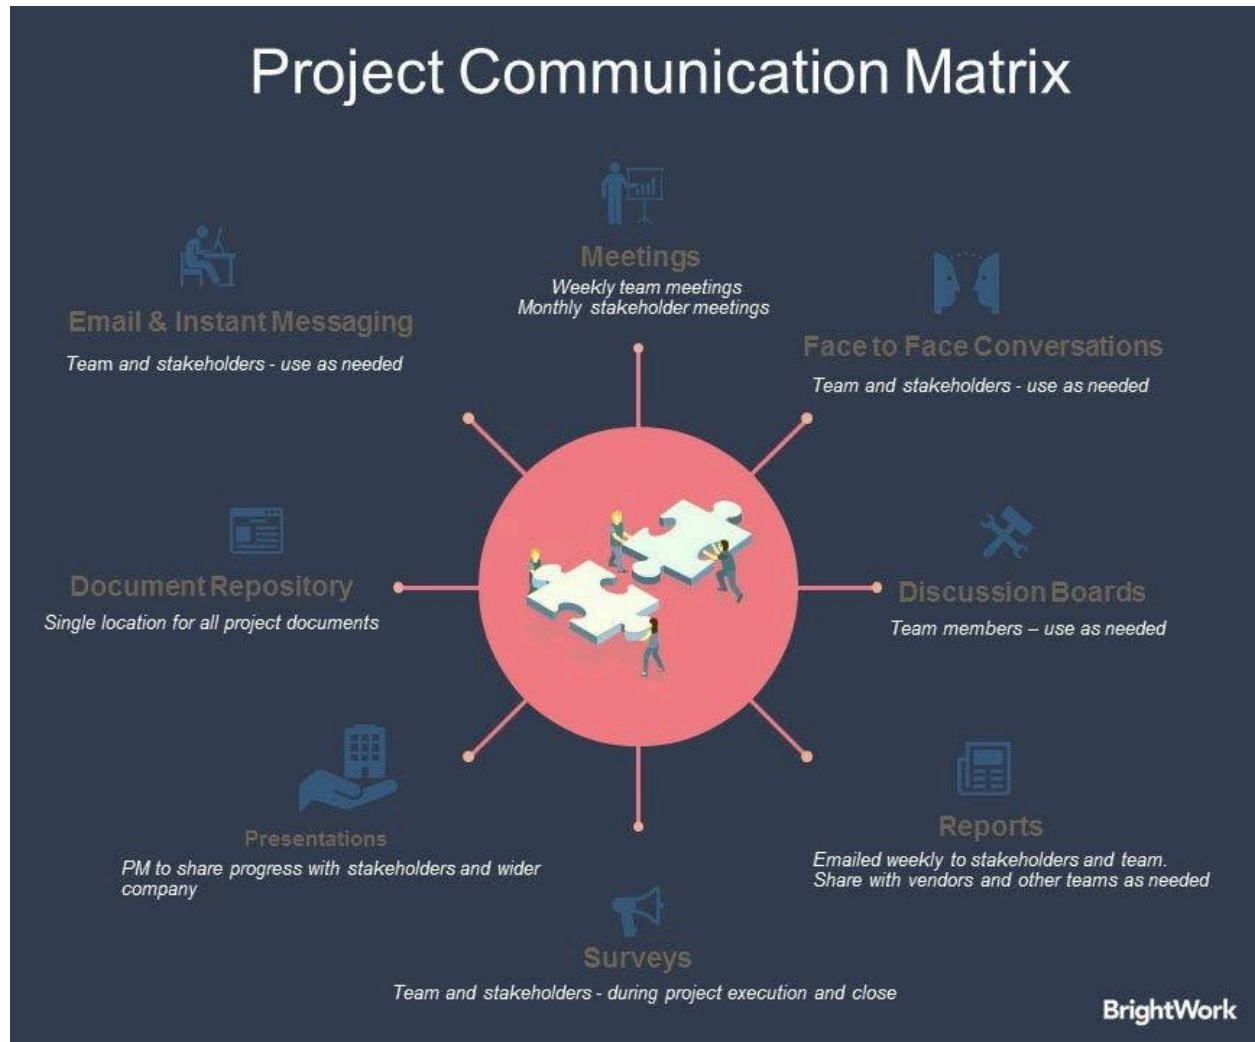 Project Communication Matrix
Meetings
Weekly team meetings
Monthly stakeholder meetings
Email & Instant Messaging
Team and stakeholders - use as needed
Face to Face Conversations
Team and stakeholders - use as needed
Document Repository
Single location for all project documents
Discussion Boards
Team members – use as needed
Presentations
PM to share progress with stakeholders and wider
company
Reports
Emailed weekly to stakeholders and team.
Share with vendors and other teams as needed
Surveys
Team and stakeholders - during project execution and close
BrightWork